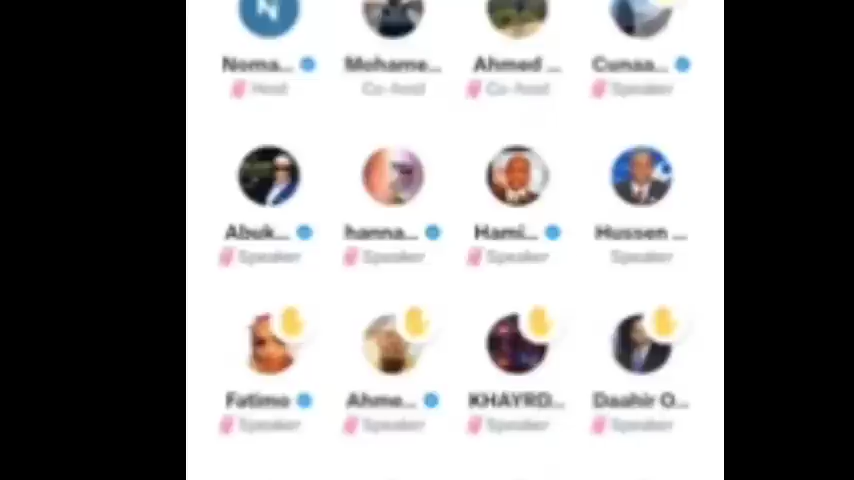 Noma... Mohame... Ahmed ... Cunaa...
Host Co-host Co-host Speaker
Abuk... hanna... Hami... Hussen ...
Speaker Speaker Speaker Speaker
Fatimo Ahme... KHAYRD... Daahir O...
Speaker Speaker Speaker Speaker